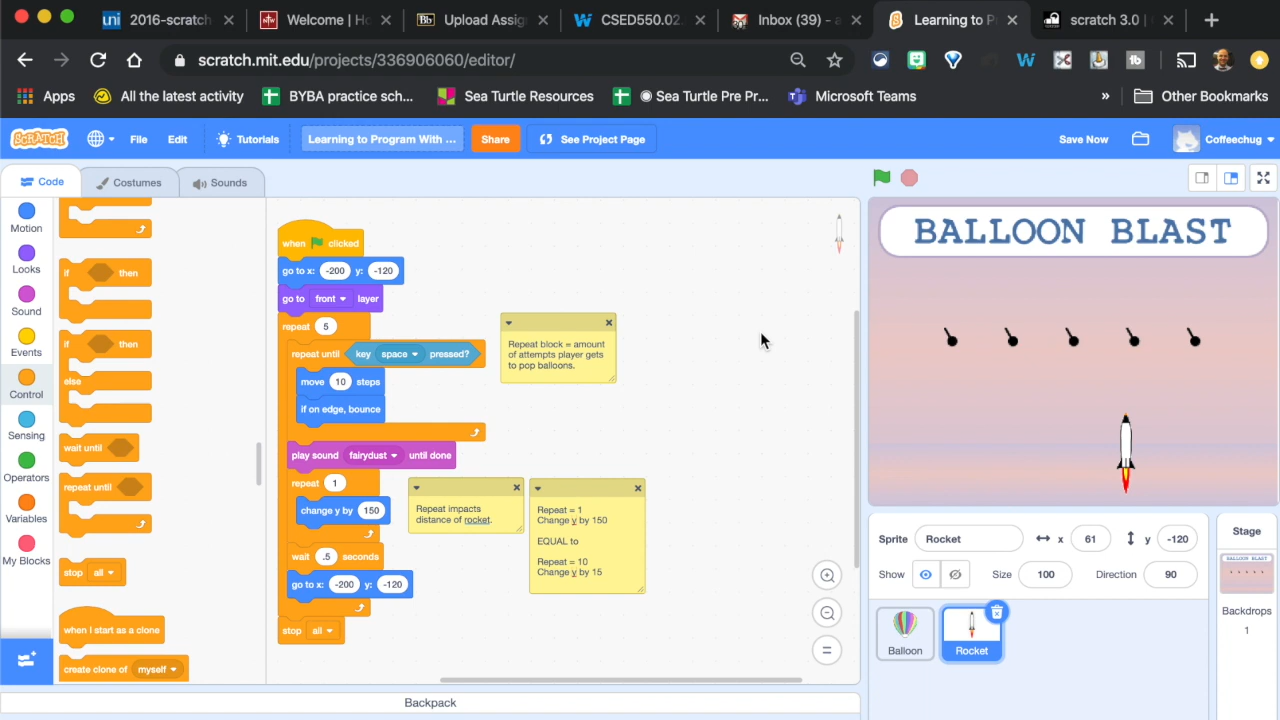 2016-scratch
Welcome | Ho
Upload Assig
CSED550.02.
Inbox (39) - a
Learning to P
scratch 3.0 |
scratch.mit.edu/projects/336906060/editor/
Apps
All the latest activity
BYBA practice sch...
Sea Turtle Resources
Sea Turtle Pre Pr...
Microsoft Teams
»
Other Bookmarks
SCRATCH
File
Edit
Tutorials
Learning to Program With ...
Share
See Project Page
Save Now
Coffeechug
Code
Costumes
Sounds
Motion
Looks
Sound
Events
Control
Sensing
Operators
Variables
My Blocks
if then
if then
else
wait until
repeat until
stop all
when I start as a clone
create clone of myself
when clicked
go to x: -200 y: -120
go to front layer
repeat 5
repeat until key space pressed?
move 10 steps
if on edge, bounce
play sound fairydust until done
repeat 1
change y by 150
wait .5 seconds
go to x: -200 y: -120
stop all
Repeat block = amount
of attempts player gets
to pop balloons.
Repeat impacts
distance of rocket.
Repeat = 1
Change y by 150
EQUAL to
Repeat = 10
Change y by 15
BALLOON BLAST
Sprite Rocket x 61 y -120
Show Size 100 Direction 90
Balloon
Rocket
Stage
BALLOON BLAST
Backdrops
1
Backpack